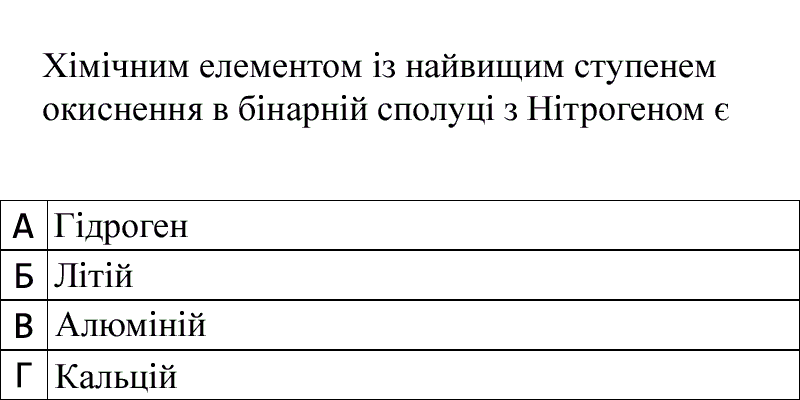 Хімічним елементом із найвищим ступенем
окиснення в бінарній сполуці з Нітрогеном є
А Гідроген
Б Літій
В Алюміній
Г Кальцій